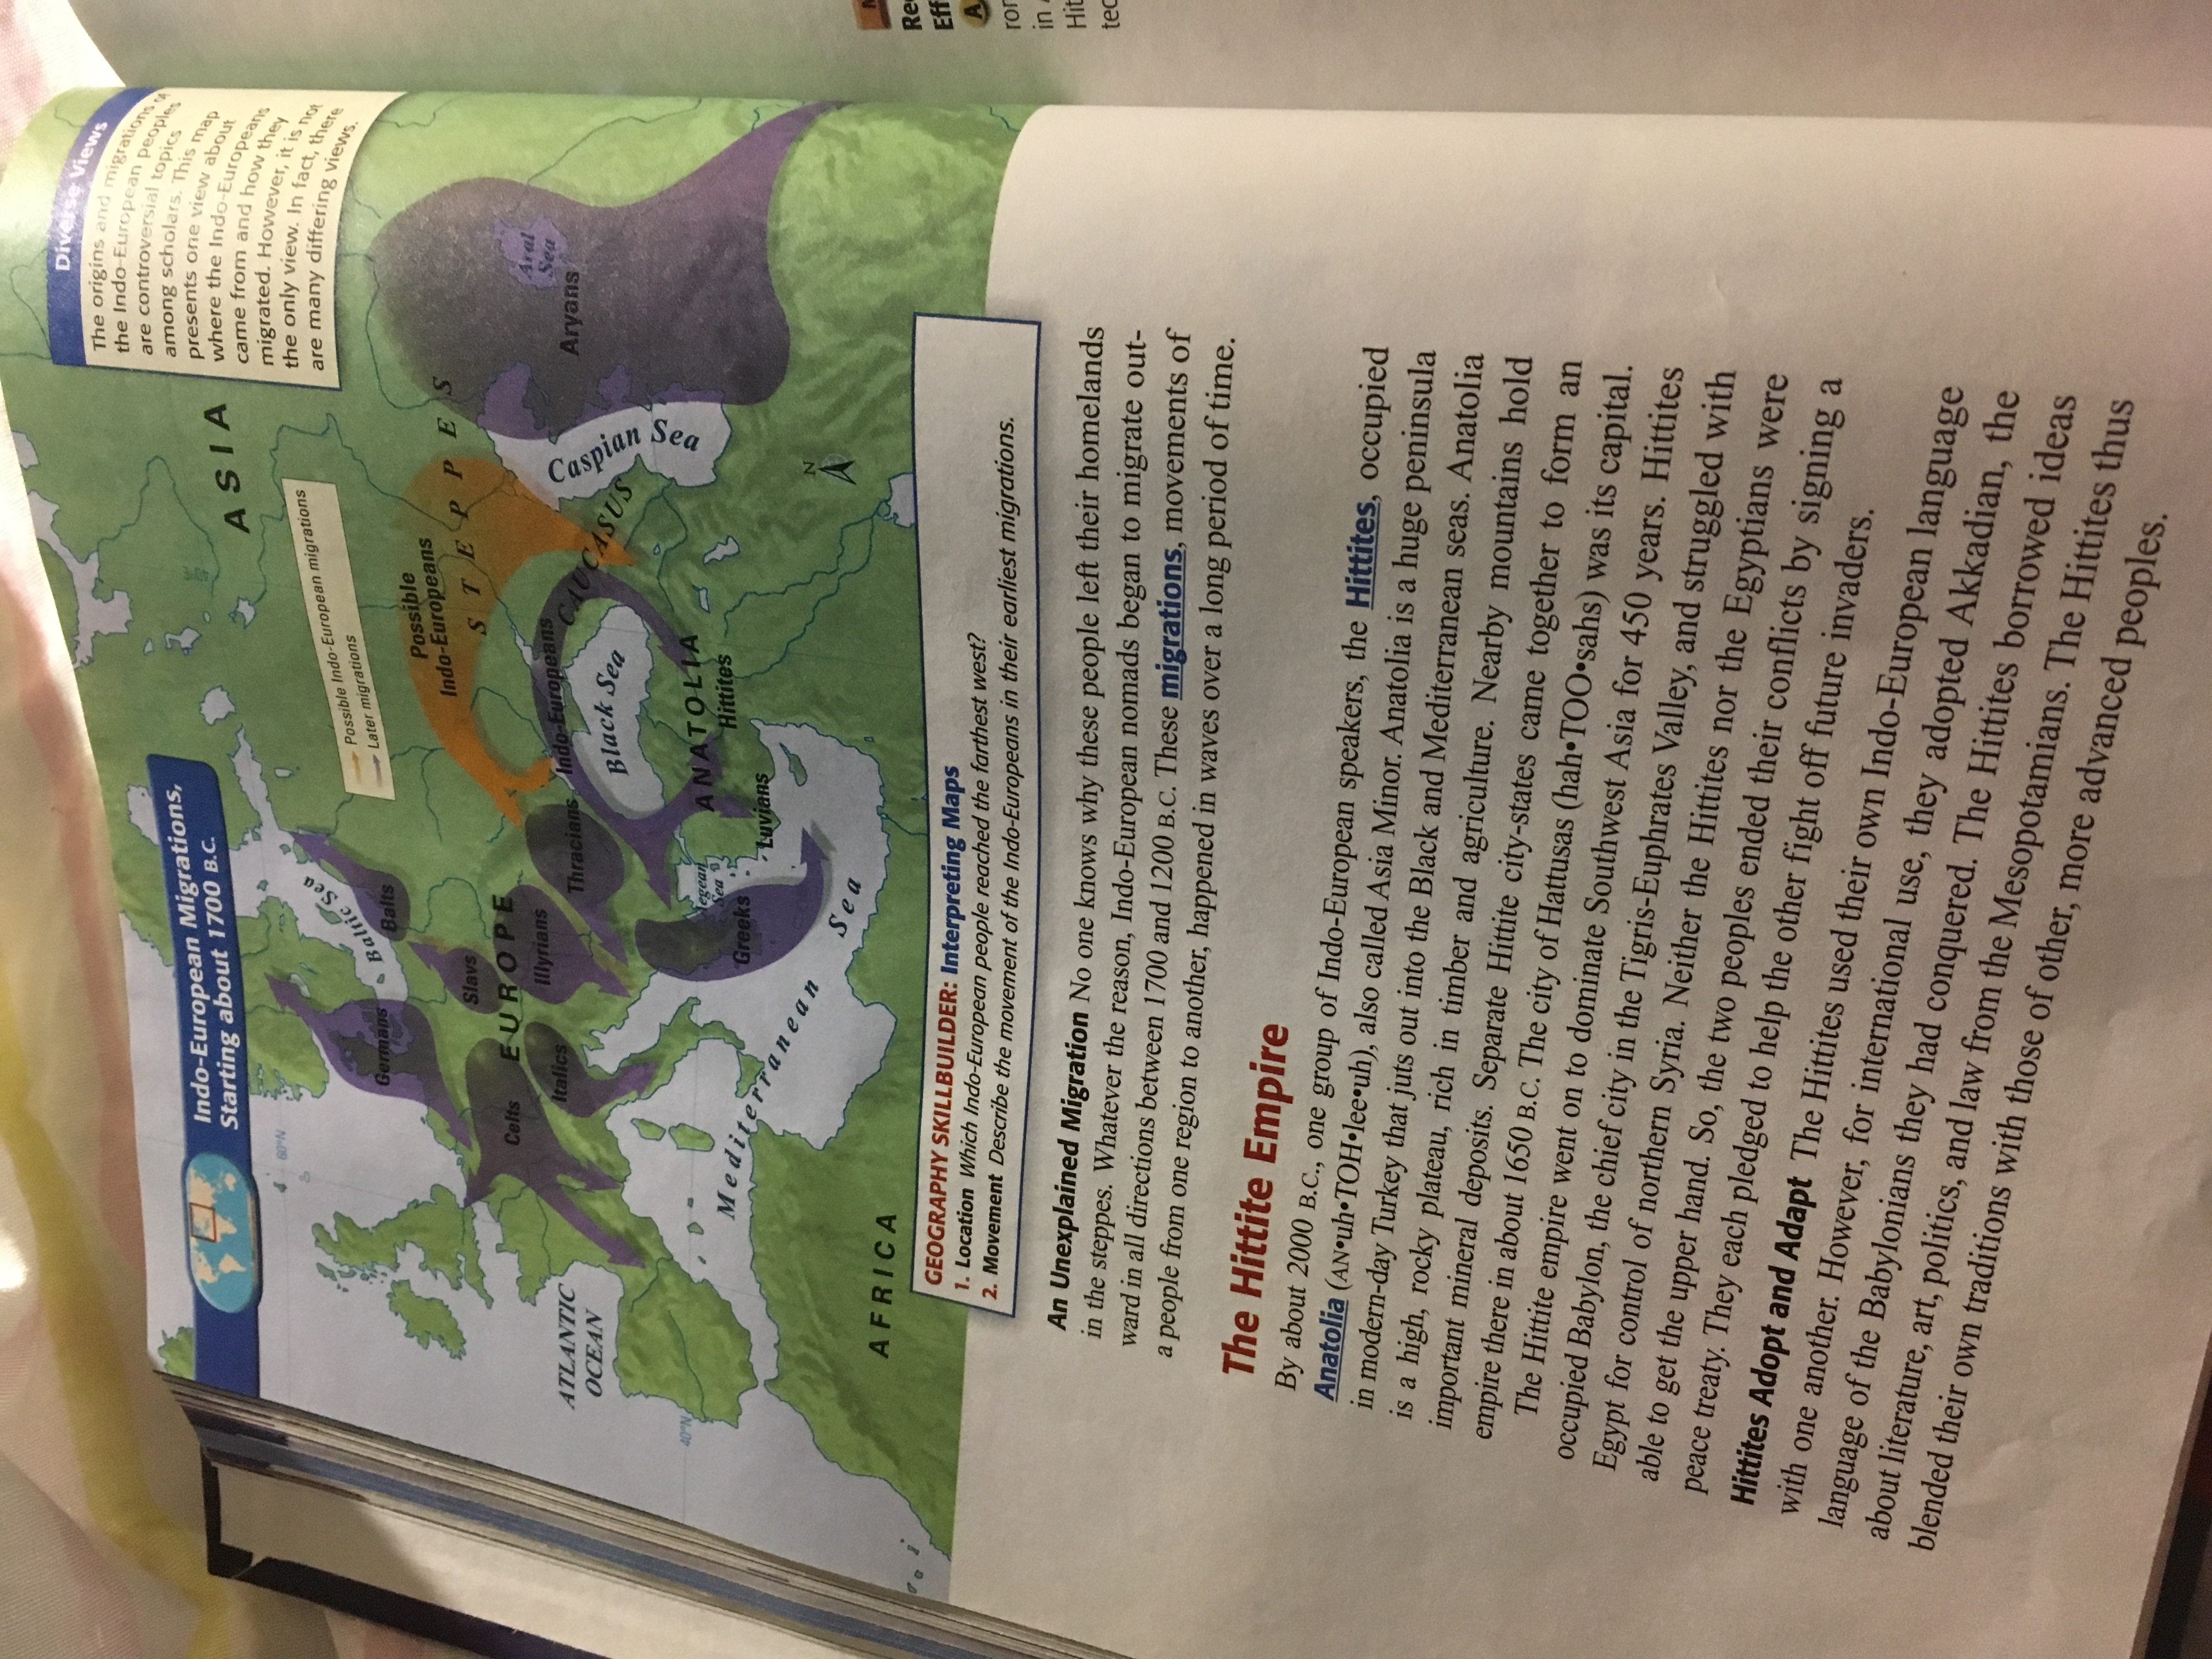 Indo-European Migrations,
Starting about 1700 B.C.
Diverse Views
The origins and migrations of
the Indo-European peoples
are controversial topics
among scholars. This map
presents one view about
where the Indo-Europeans
came from and how they
migrated. However, it is not
the only view. In fact, there
are many differing views.
Possible Indo-European migrations
Later migrations
60°N
ASIA
Baltic Sea
Germans
Balts
Possible
Indo-Europeans
STEPPES
Slavs
Celts
EUROPE
Illyrians
Italics
Thracians
Indo-Europeans
CAUCASUS
Aral
Sea
Aryans
Caspian Sea
ATLANTIC
OCEAN
Black Sea
40°N
ANATOLIA
Hittites
Aegean
Sea
Greeks
Luvians
Mediterranean Sea
N
AFRICA
GEOGRAPHY SKILLBUILDER: Interpreting Maps
1. Location Which Indo-European people reached the farthest west?
2. Movement Describe the movement of the Indo-Europeans in their earliest migrations.
An Unexplained Migration No one knows why these people left their homelands
in the steppes. Whatever the reason, Indo-European nomads began to migrate out-
ward in all directions between 1700 and 1200 B.C. These migrations, movements of
a people from one region to another, happened in waves over a long period of time.
The Hittite Empire
By about 2000 B.C., one group of Indo-European speakers, the Hittites, occupied
Anatolia (AN•uh•TOH•lee•uh), also called Asia Minor. Anatolia is a huge peninsula
in modern-day Turkey that juts out into the Black and Mediterranean seas. Anatolia
is a high, rocky plateau, rich in timber and agriculture. Nearby mountains hold
important mineral deposits. Separate Hittite city-states came together to form an
empire there in about 1650 B.C. The city of Hattusas (hah•TOO•sahs) was its capital.
The Hittite empire went on to dominate Southwest Asia for 450 years. Hittites
occupied Babylon, the chief city in the Tigris-Euphrates Valley, and struggled with
Egypt for control of northern Syria. Neither the Hittites nor the Egyptians were
able to get the upper hand. So, the two peoples ended their conflicts by signing a
peace treaty. They each pledged to help the other fight off future invaders.
Hittites Adopt and Adapt The Hittites used their own Indo-European language
with one another. However, for international use, they adopted Akkadian, the
language of the Babylonians they had conquered. The Hittites borrowed ideas
about literature, art, politics, and law from the Mesopotamians. The Hittites thus
blended their own traditions with those of other, more advanced peoples.
Eff
A
in
Hit